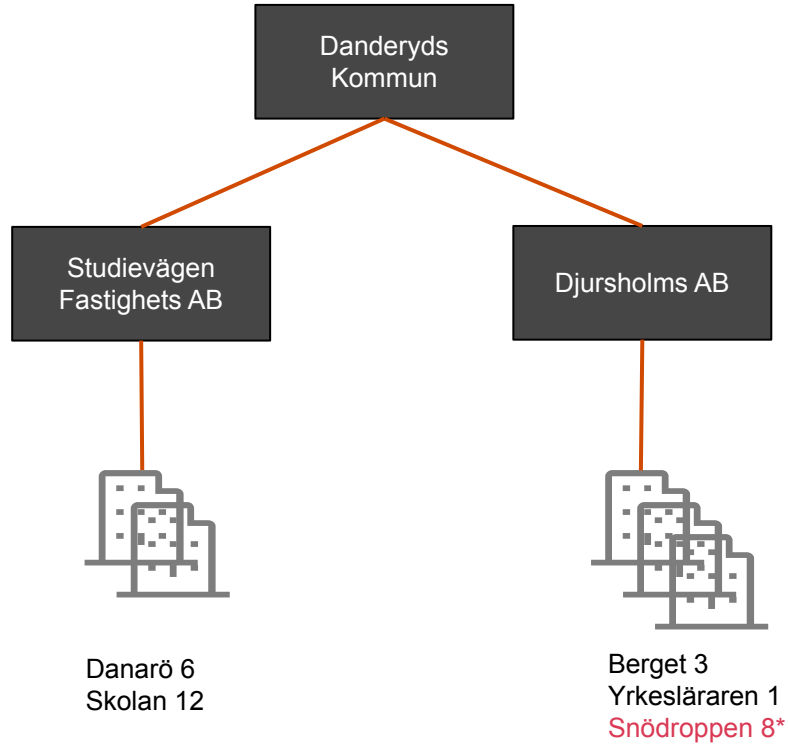 Danderyds
Kommun
Studievägen
Fastighets AB
Djursholms AB
Danarö 6
Skolan 12
Berget 3
Yrkesläraren 1
Snödroppen 8*